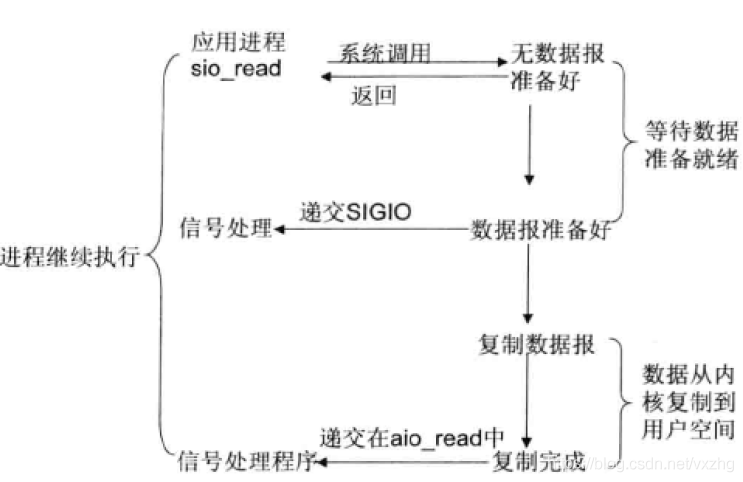 应用进程
sio_read
系统调用
返回
无数据报
准备好
等待数据
准备就绪
递交SIGIO
信号处理
数据报准备好
进程继续执行
复制数据报
数据从内
核复制到
用户空间
递交在aio_read中
信号处理程序
复制完成
https://blog.csdn.net/vxzhg